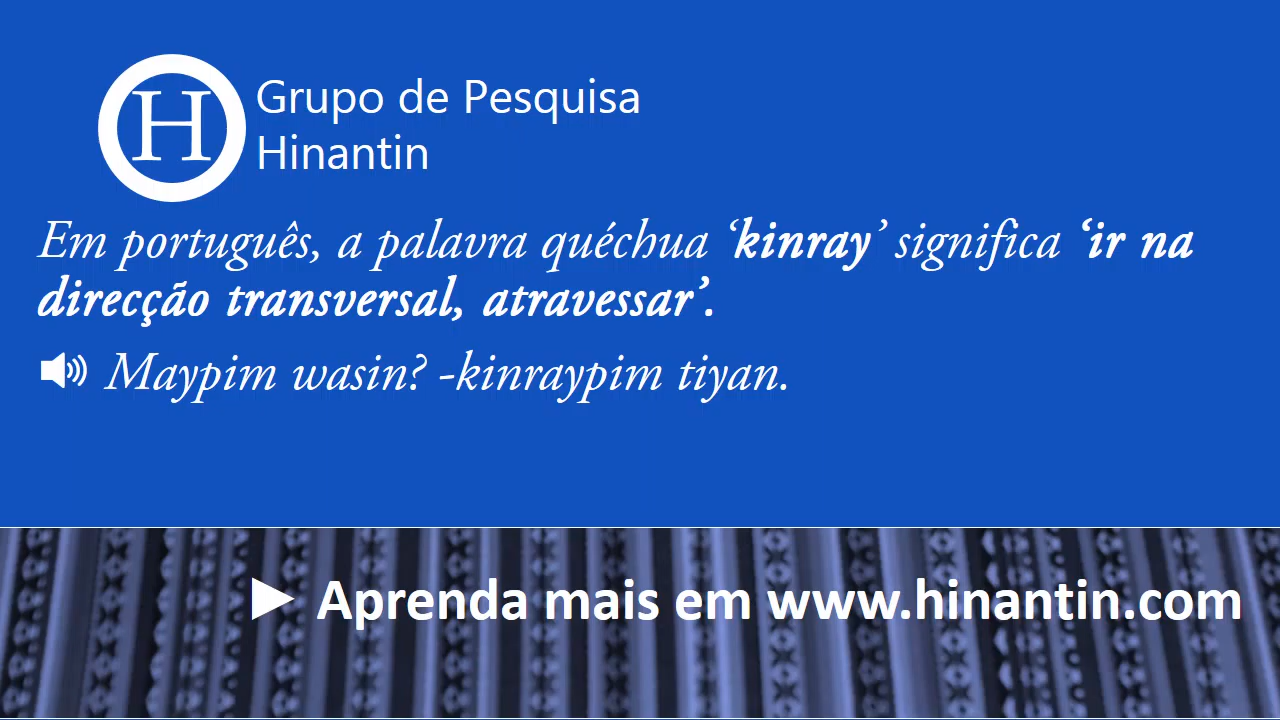 H
Grupo de Pesquisa
Hinantin
Em português, a palavra quéchua ‘kinray’ significa ‘ir na
direcção transversal, atravessar’.
Maypim wasin? -kinraypim tiyan.
► Aprenda mais em www.hinantin.com